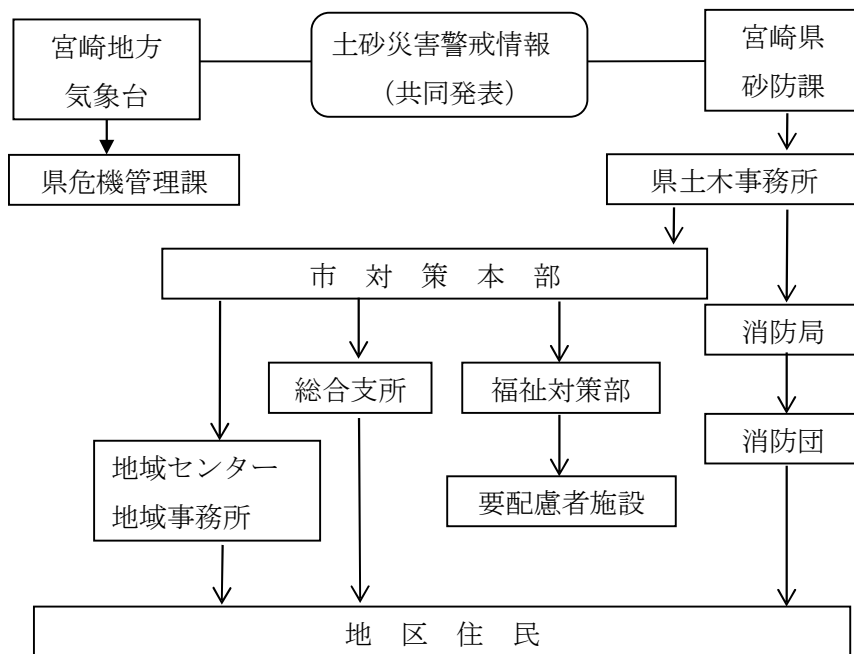 宮崎地方
気象台
土砂災害警戒情報
（共同発表）
宮崎県
砂防課
県危機管理課
県土木事務所
市対策本部
消防局
総合支所
福祉対策部
消防団
地域センター
地域事務所
要配慮者施設
地区住民